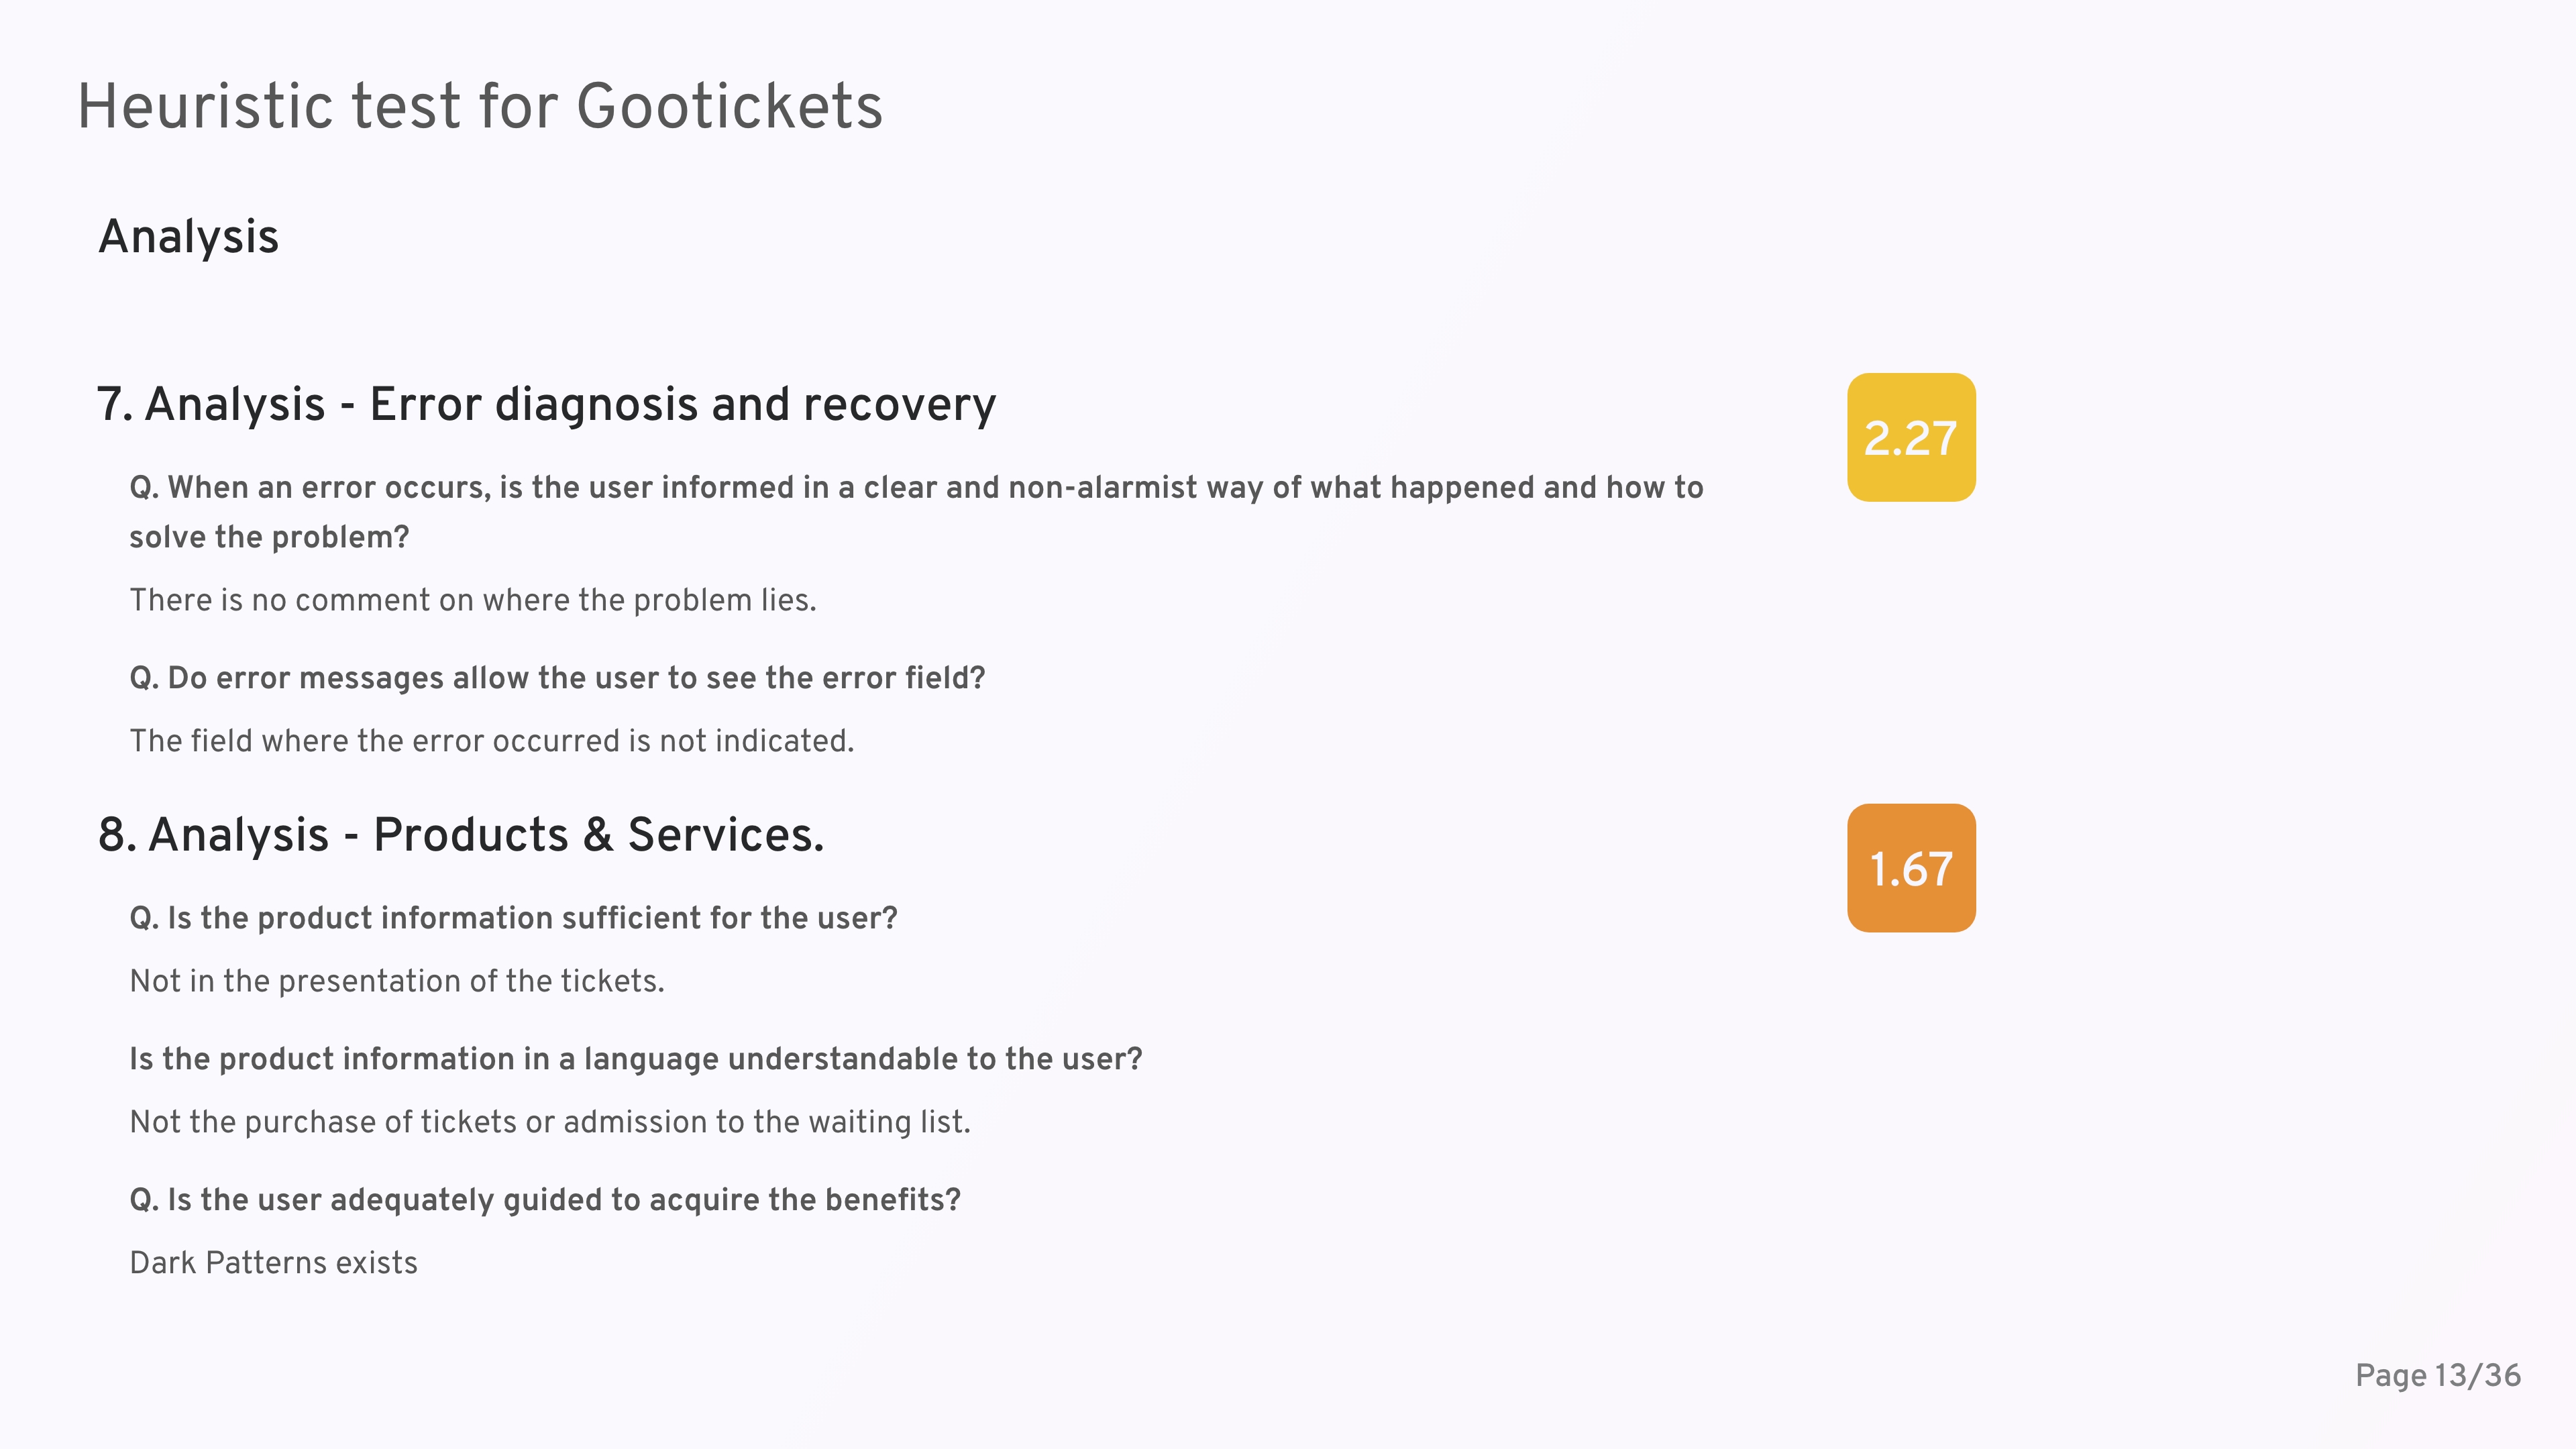 Heuristic test for Gootickets
Analysis
7. Analysis - Error diagnosis and recovery
2.27
Q. When an error occurs, is the user informed in a clear and non-alarmist way of what happened and how to
solve the problem?
There is no comment on where the problem lies.
Q. Do error messages allow the user to see the error field?
The field where the error occurred is not indicated.
8. Analysis - Products & Services.
1.67
Q. Is the product information sufficient for the user?
Not in the presentation of the tickets.
Is the product information in a language understandable to the user?
Not the purchase of tickets or admission to the waiting list.
Q. Is the user adequately guided to acquire the benefits?
Dark Patterns exists
Page 13/36